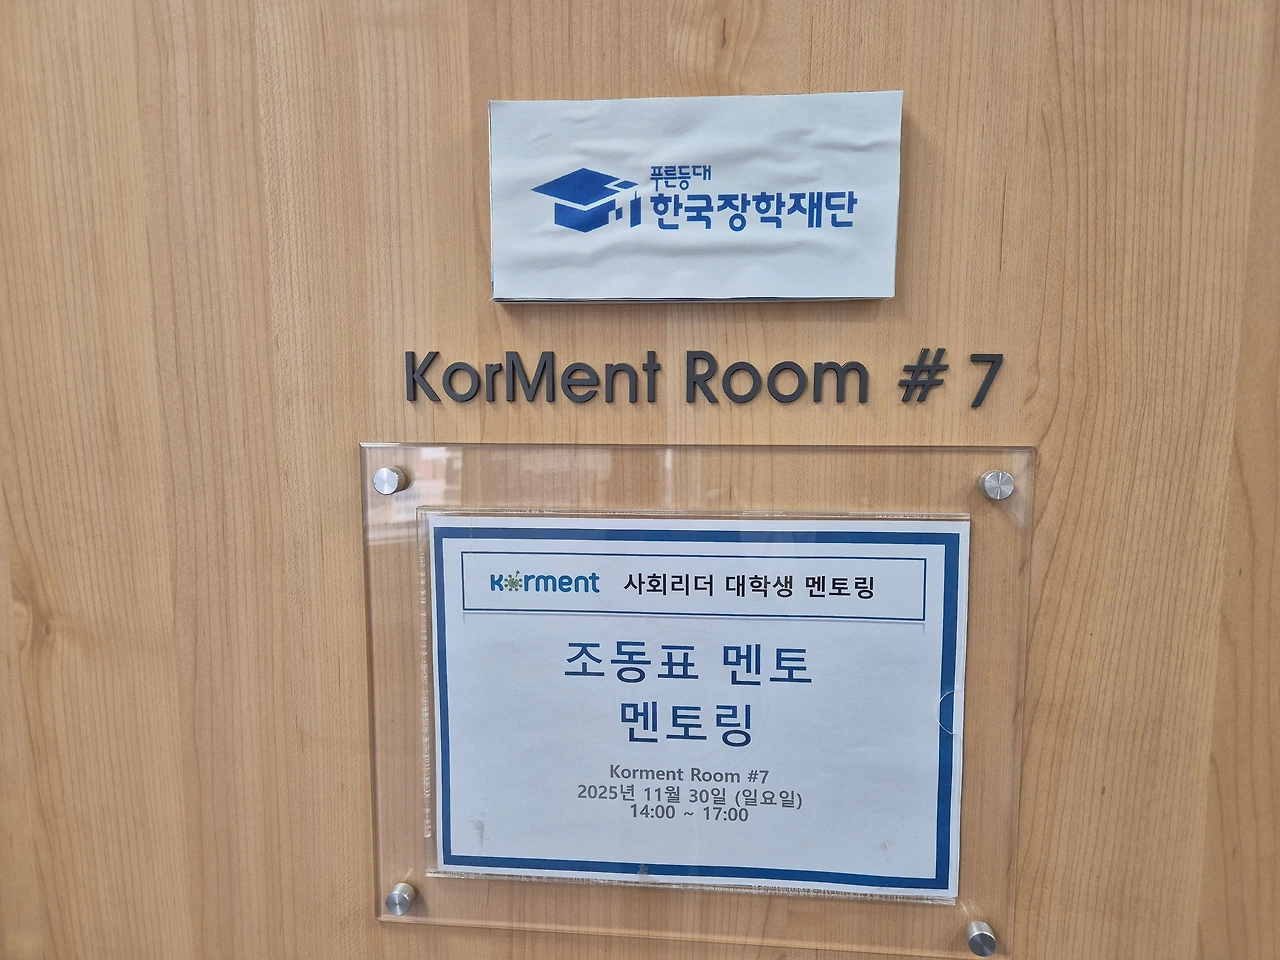 푸른등대
한국장학재단
KorMent Room # 7
korment 사회리더 대학생 멘토링
조동표 멘토
멘토링
Korment Room #7
2025년 11월 30일 (일요일)
14:00 ~ 17:00